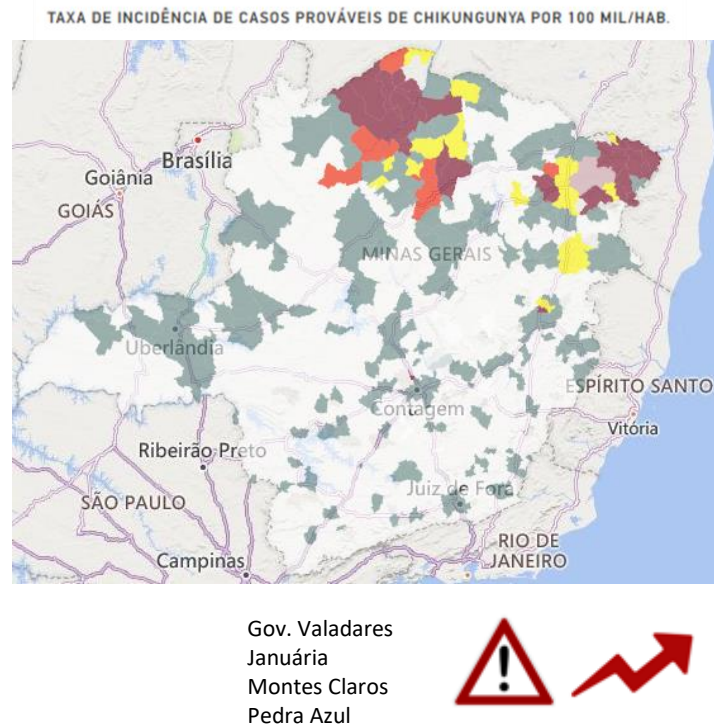 TAXA DE INCIDÊNCIA DE CASOS PROVÁVEIS DE CHIKUNGUNYA POR 100 MIL/HAB.
Brasília
Goiânia
GOIÁS
MINAS GERAIS
Uberlândia
ESPÍRITO SANTO
Contagem
Vitória
Ribeirão Preto
Juiz de Fora
SÃO PAULO
RIO DE
JANEIRO
Campinas
Gov. Valadares
Januária
Montes Claros
Pedra Azul